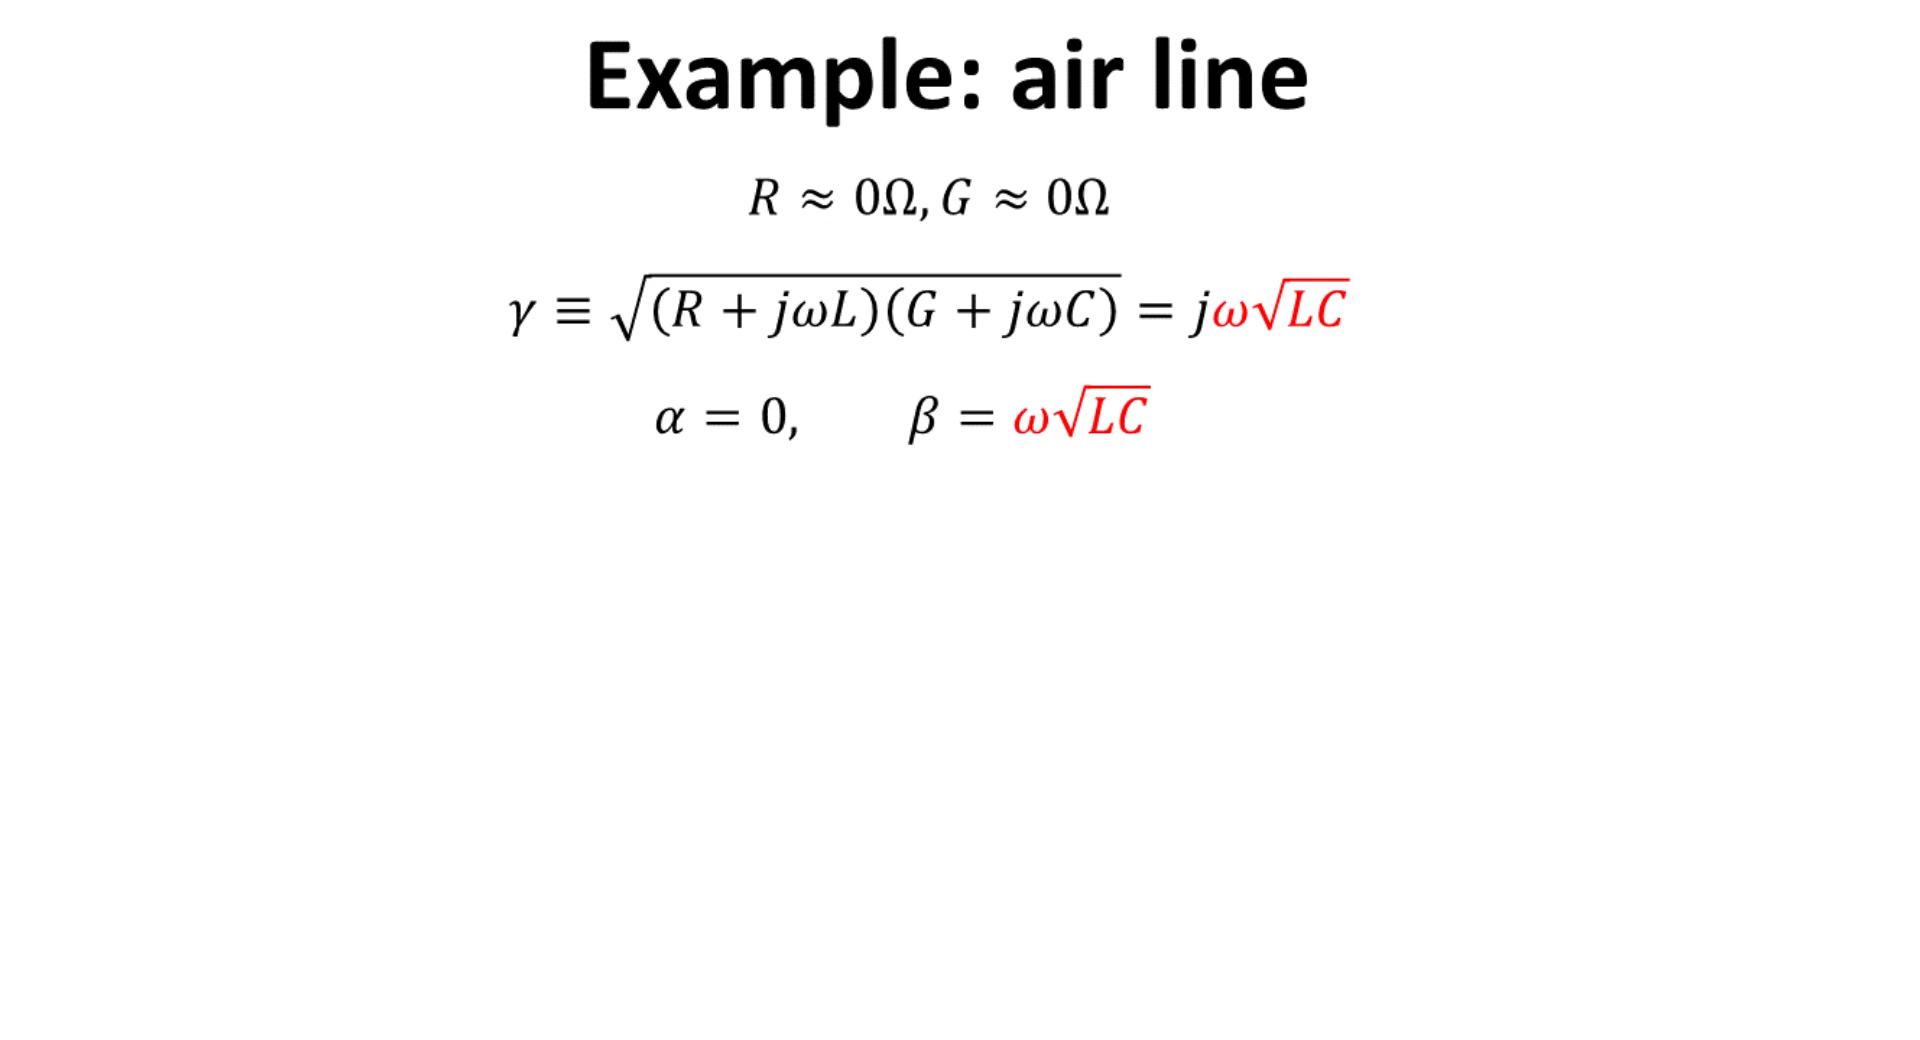 Example: air line
R ≈ 0Ω, G ≈ 0Ω
γ ≡ √(R + jωL)(G + jωC) = jω√LC
α = 0, β = ω√LC